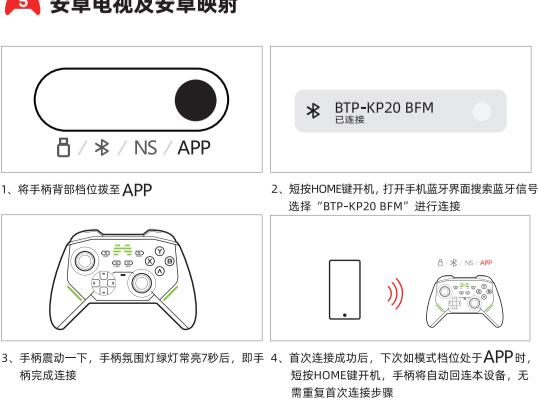 5 安卓电视及安卓映射
/ / NS / APP
BTP-KP20 BFM
已连接
1、将手柄背部档位拨至APP
2、短按HOME键开机，打开手机蓝牙界面搜索蓝牙信号
选择“BTP-KP20 BFM”进行连接
Y
X B
A
/ / NS / APP
3、手柄震动一下，手柄氛围灯绿灯常亮7秒后，即手
柄完成连接
4、首次连接成功后，下次如模式档位处于APP时，
短按HOME键开机，手柄将自动回连本设备，无
需重复首次连接步骤